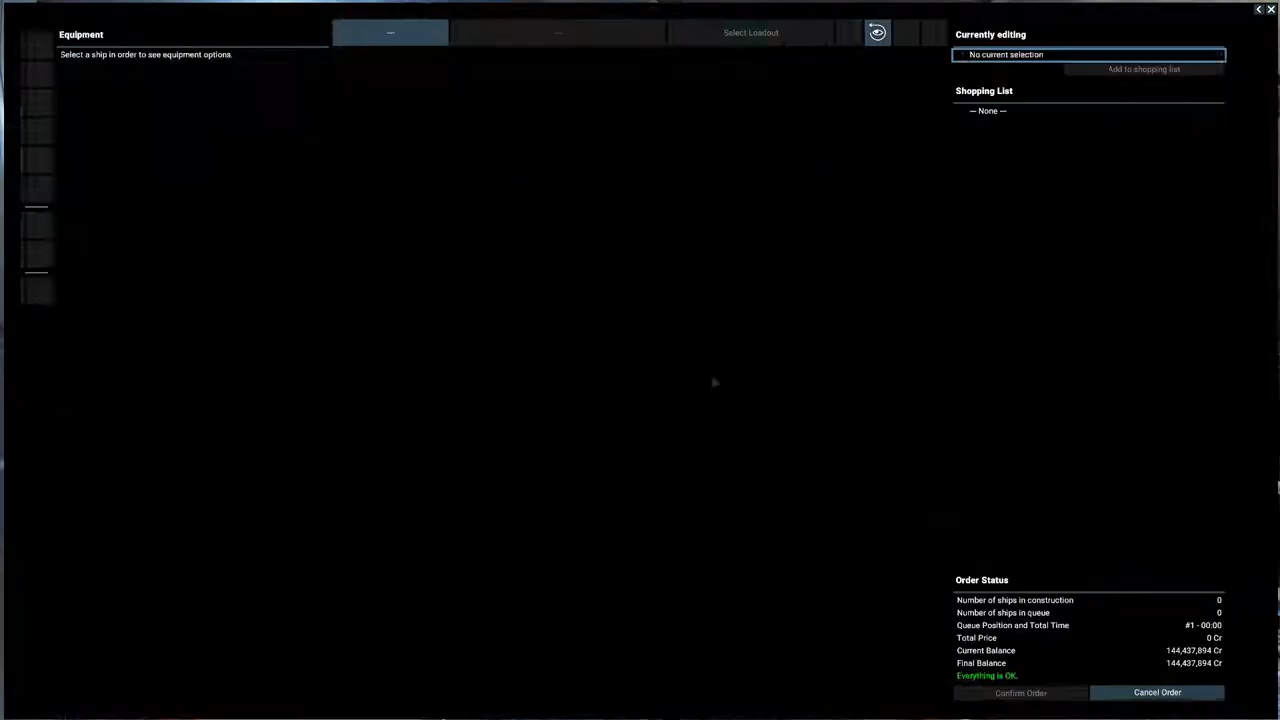 Equipment
Select a ship in order to see equipment options.
---
---
Select Loadout
Currently editing
No current selection
Add to shopping list
Shopping List
— None —
Order Status
Number of ships in construction 0
Number of ships in queue 0
Queue Position and Total Time #1 - 00:00
Total Price 0 Cr
Current Balance 144,437,894 Cr
Final Balance 144,437,894 Cr
Everything is OK.
Confirm Order
Cancel Order